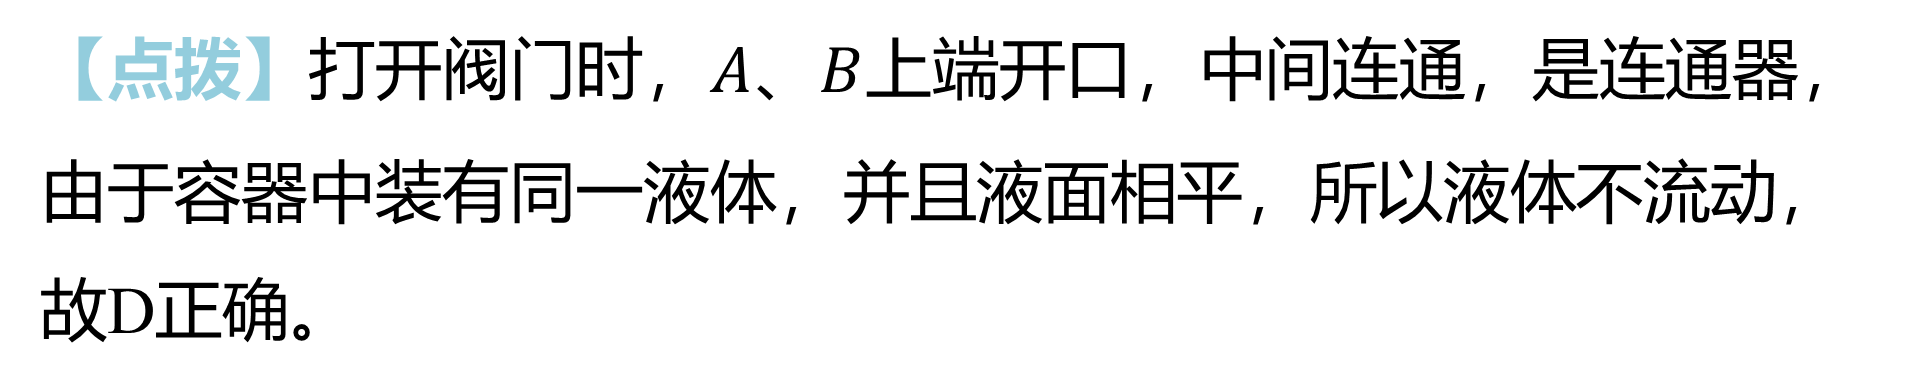 【点拨】打开阀门时，A、B上端开口，中间连通，是连通器，
由于容器中装有同一液体，并且液面相平，所以液体不流动，
故D正确。